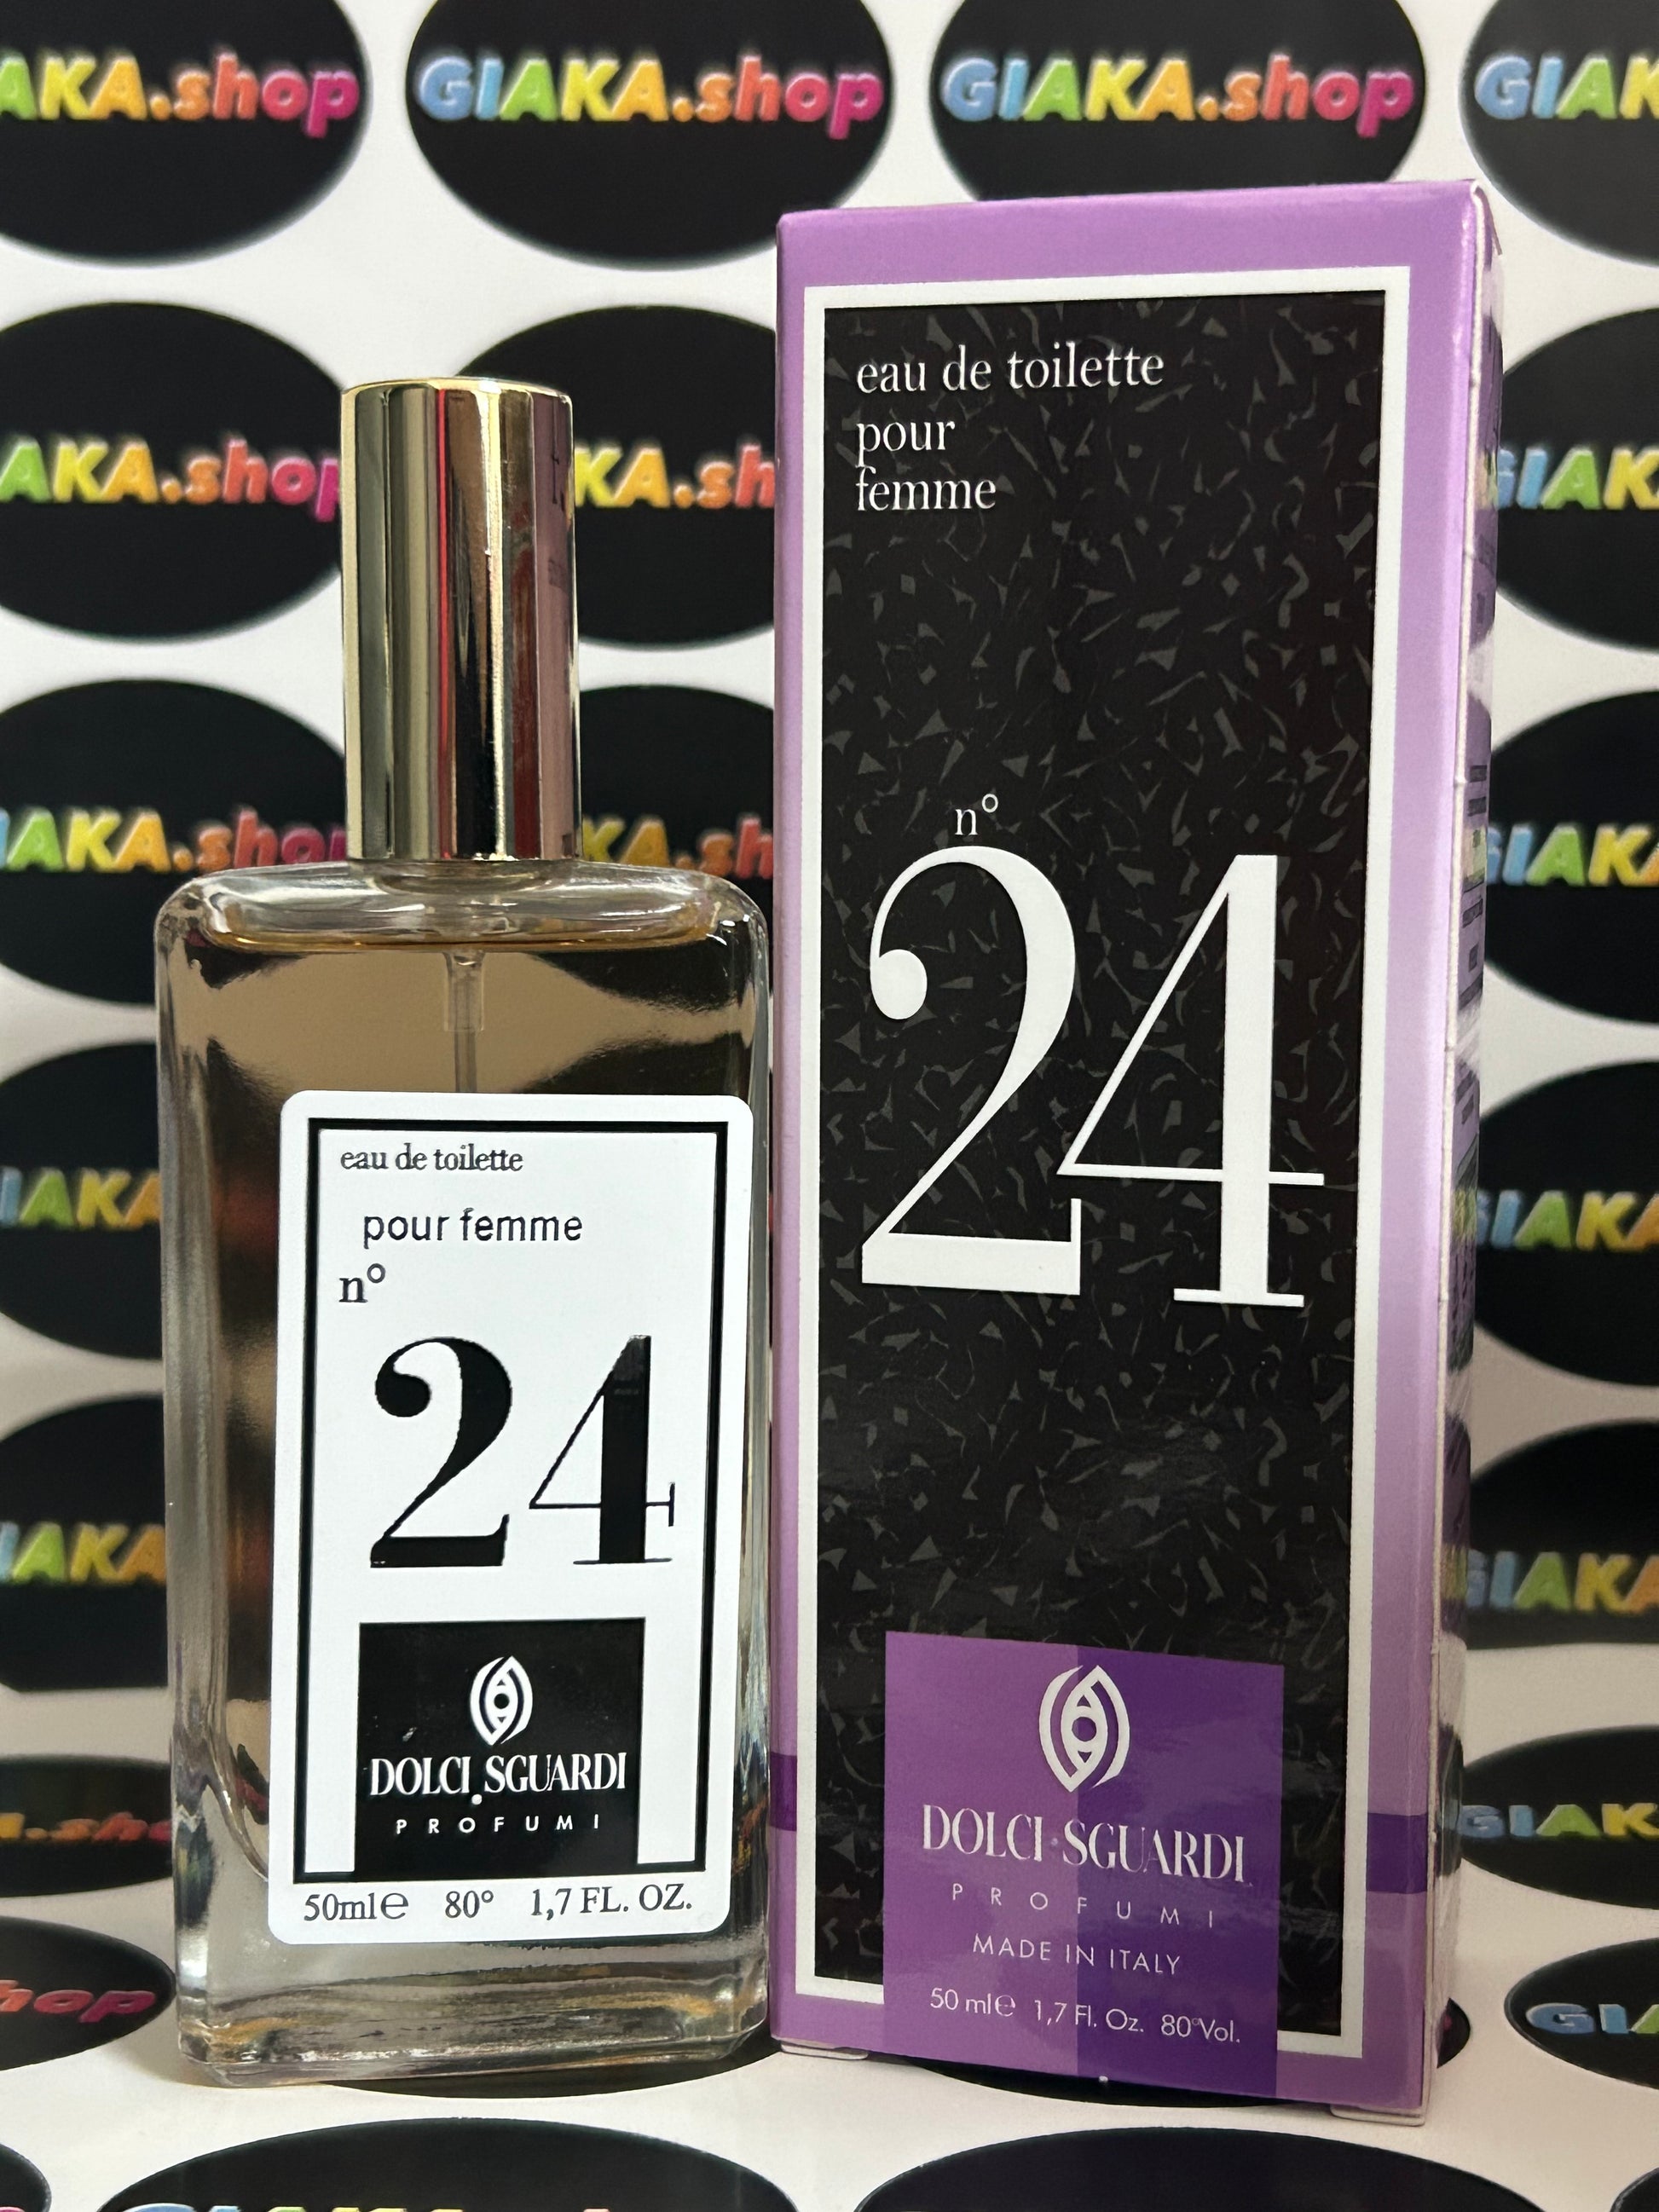 GIAKA.shop
GIAKA.shop
eau de toilette
pour
femme
n°
24
DOLCI SGUARDI
PROFUMI
MADE IN ITALY
50 ml℮ 1,7 Fl. Oz. 80°Vol.
eau de toilette
pour femme
n°
24
DOLCI SGUARDI
PROFUMI
50ml℮ 80° 1,7 FL. OZ.